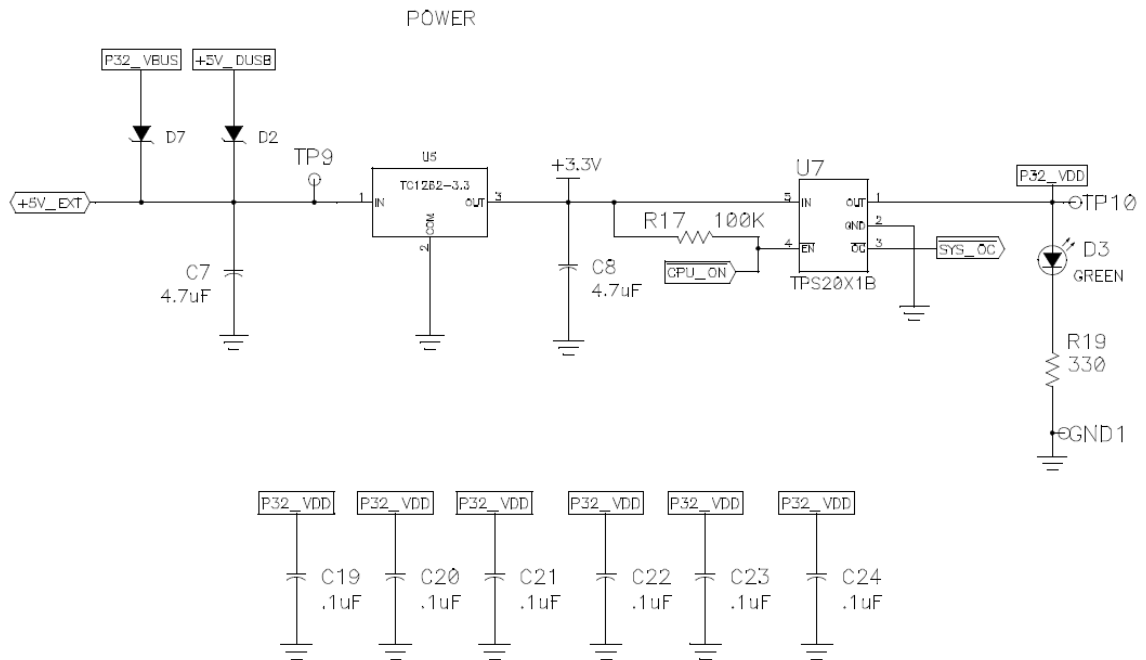 POWER
P32_VBUS
+5V_DUSB
D7
D2
TP9
+5V_EXT
C7
4.7uF
U5
TC1262-3.3
1
IN
OUT
3
COM
2
+3.3V
C8
4.7uF
R17 100K
CPU_ON
U7
5
IN
OUT
1
GND
2
4
EN
OC
3
TPS20X1B
SYS_OC
P32_VDD
TP10
D3
GREEN
R19
330
GND1
P32_VDD P32_VDD P32_VDD P32_VDD P32_VDD P32_VDD
C19 C20 C21 C22 C23 C24
.1uF .1uF .1uF .1uF .1uF .1uF